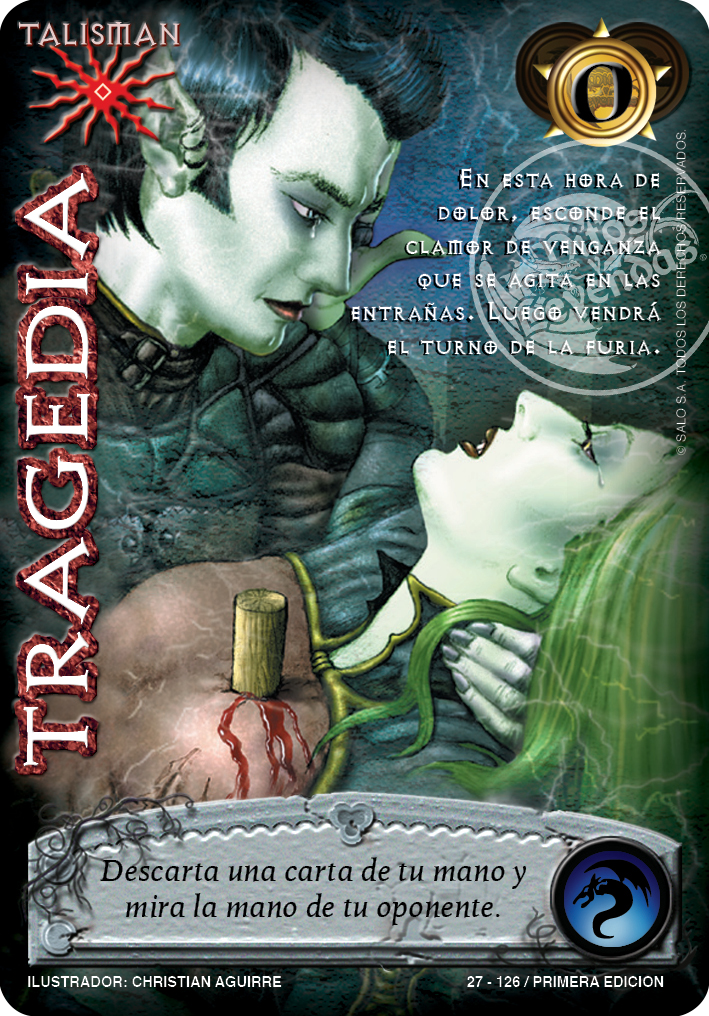 TALISMAN
0
TRAGEDIA
En esta hora de
dolor, esconde el
clamor de venganza
que se agita en las
entrañas. Luego vendrá
el turno de la furia.
Mitos
y
Leyendas
®
© SALO S.A. TODOS LOS DERECHOS RESERVADOS.
Descarta una carta de tu mano y
mira la mano de tu oponente.
ILUSTRADOR: CHRISTIAN AGUIRRE
27 - 126 / PRIMERA EDICION